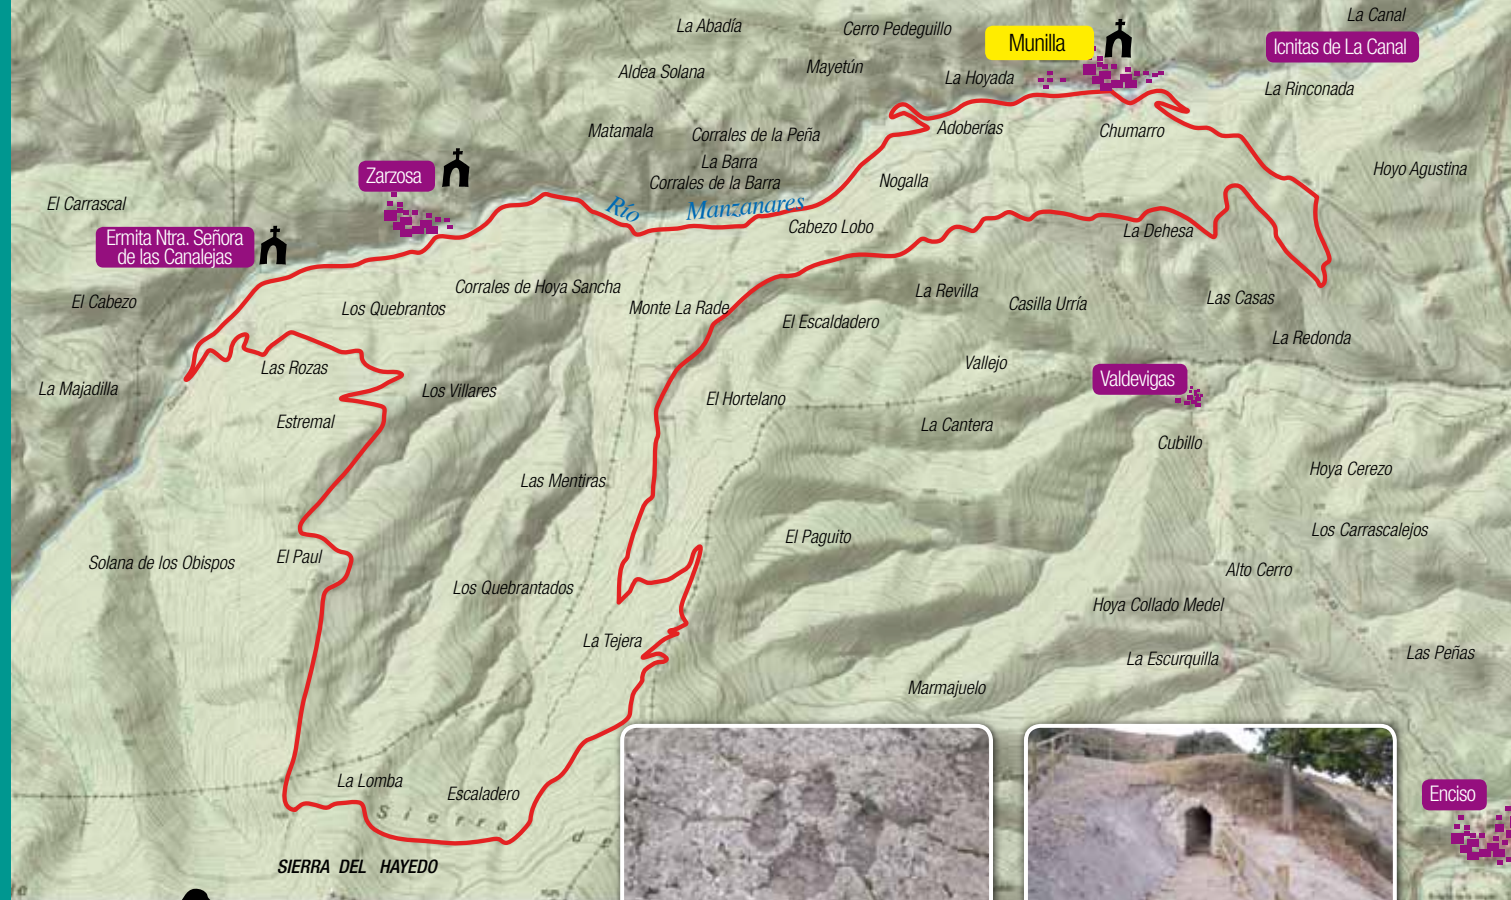 La Abadía
Cerro Pedeguillo
La Canal
Munilla
Icnitas de La Canal
Aldea Solana
Mayetún
La Hoyada
La Rinconada
Matamala
Corrales de la Peña
Adoberías
Chumarro
La Barra
Hoyo Agustina
Zarzosa
Corrales de la Barra
Nogalla
El Carrascal
Río
Manzanares
Cabezo Lobo
La Dehesa
Ermita Ntra. Señora
de las Canalejas
Corrales de Hoya Sancha
La Revilla
El Cabezo
Los Quebrantos
Monte La Rade
Casilla Urría
Las Casas
El Escaldadero
La Redonda
Las Rozas
Vallejo
Valdevigas
La Majadilla
Los Villares
El Hortelano
Estremal
La Cantera
Cubillo
Las Mentiras
Hoya Cerezo
El Paguito
Los Carrascalejos
Solana de los Obispos
El Paul
Alto Cerro
Los Quebrantados
Hoya Collado Medel
La Tejera
La Escurquilla
Las Peñas
Marmajuelo
La Lomba
Escaladero
Enciso
Sierra de
SIERRA DEL HAYEDO